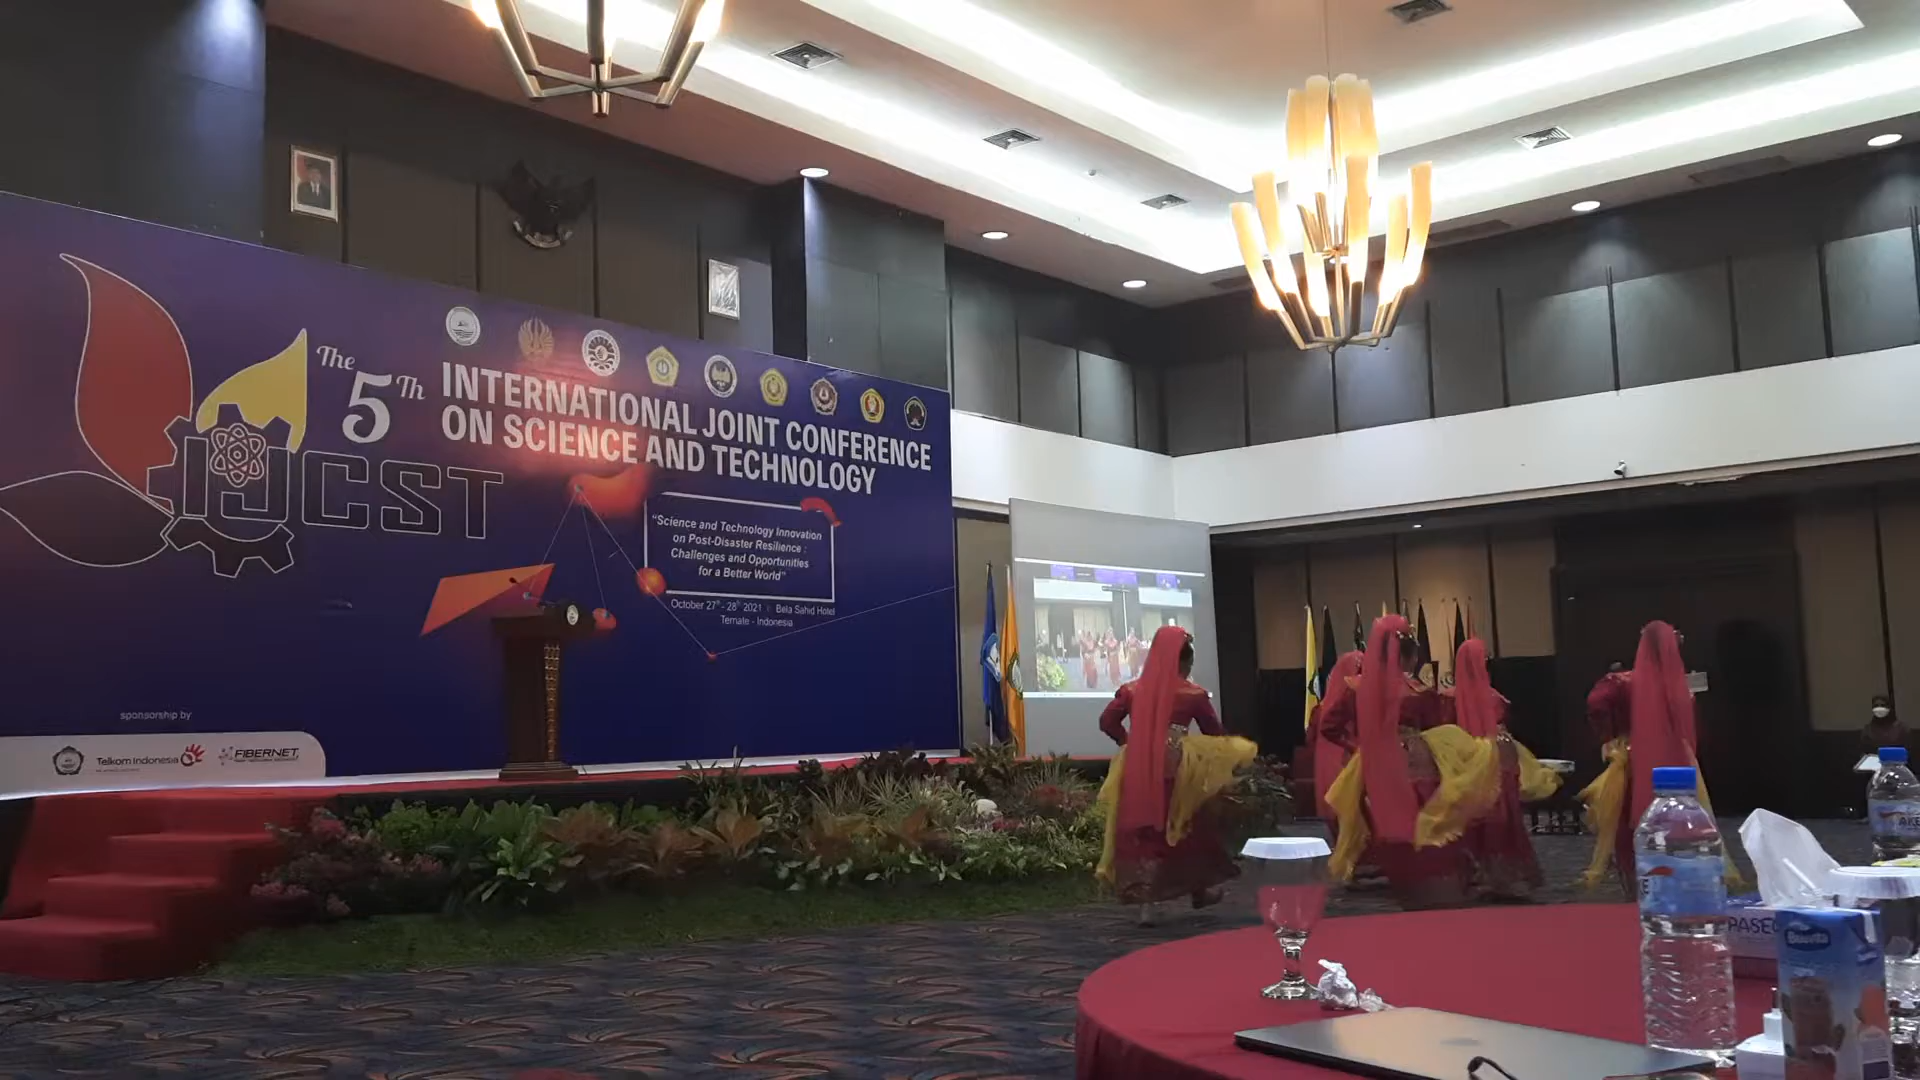 The
5Th
INTERNATIONAL JOINT CONFERENCE
ON SCIENCE AND TECHNOLOGY
IJCST
"Science and Technology Innovation
on Post-Disaster Resilience :
Challenges and Opportunities
for a Better World"
October 27th - 28th 2021 | Bela Sahid Hotel
Ternate - Indonesia
sponsorship by
Telkom Indonesia
FIBERNET
PASEO
Buavita